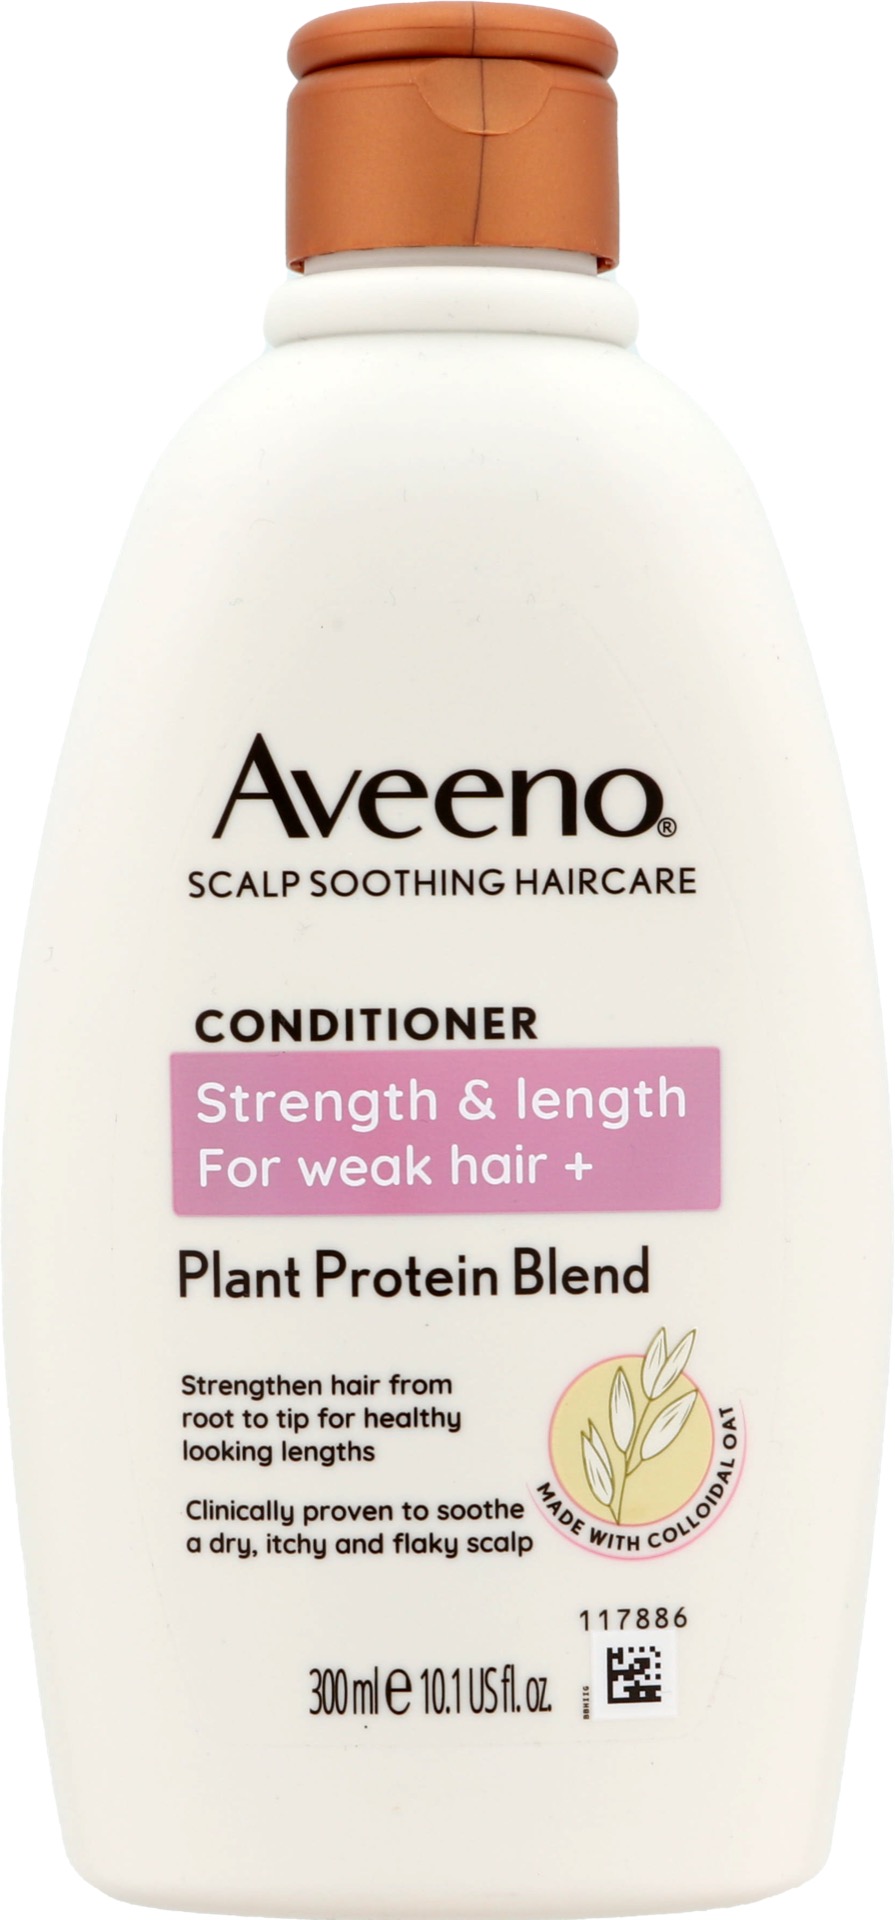 Aveeno®
SCALP SOOTHING HAIRCARE
CONDITIONER
Strength & length
For weak hair +
Plant Protein Blend
Strengthen hair from
root to tip for healthy
looking lengths
Clinically proven to soothe
a dry, itchy and flaky scalp
MADE WITH COLLOIDAL OAT
117886
300 ml e 10.1 US fl. oz.